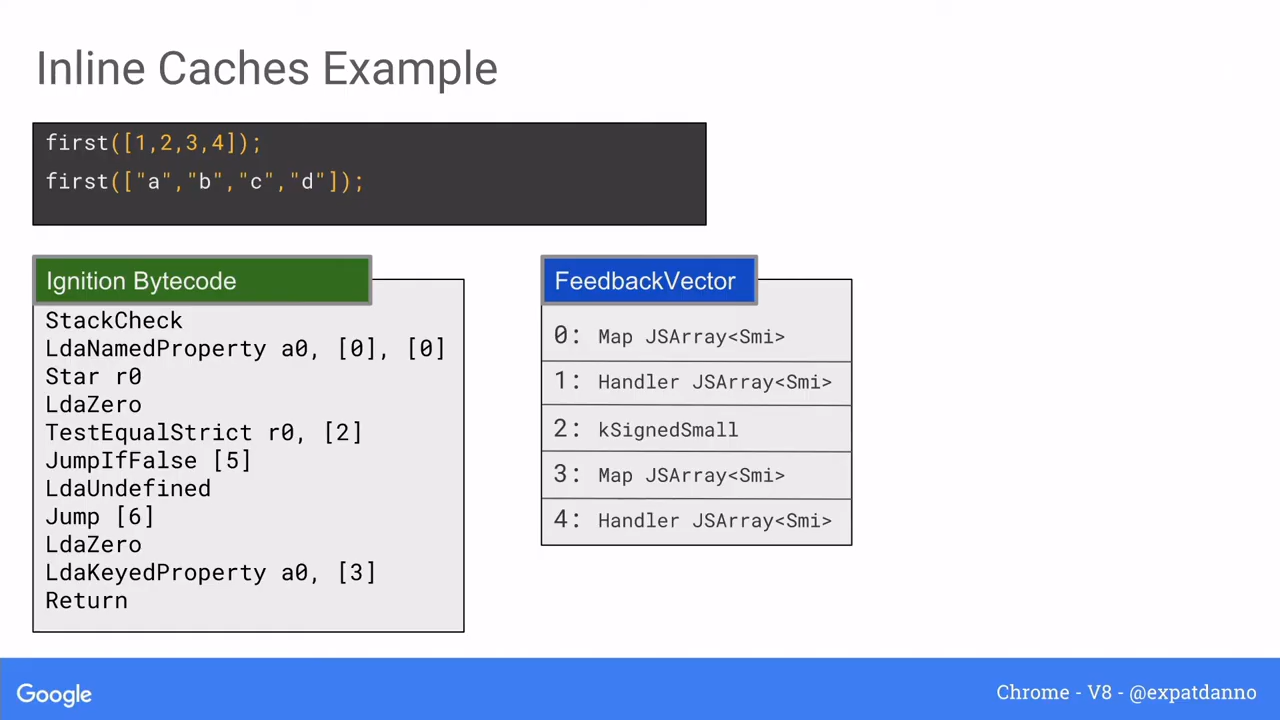 Inline Caches Example
first([1,2,3,4]);
first(["a","b","c","d"]);
Ignition Bytecode
StackCheck
LdaNamedProperty a0, [0], [0]
Star r0
LdaZero
TestEqualStrict r0, [2]
JumpIfFalse [5]
LdaUndefined
Jump [6]
LdaZero
LdaKeyedProperty a0, [3]
Return
FeedbackVector
0: Map JSArray<Smi>
1: Handler JSArray<Smi>
2: kSignedSmall
3: Map JSArray<Smi>
4: Handler JSArray<Smi>
Google
Chrome - V8 - @expatdanno